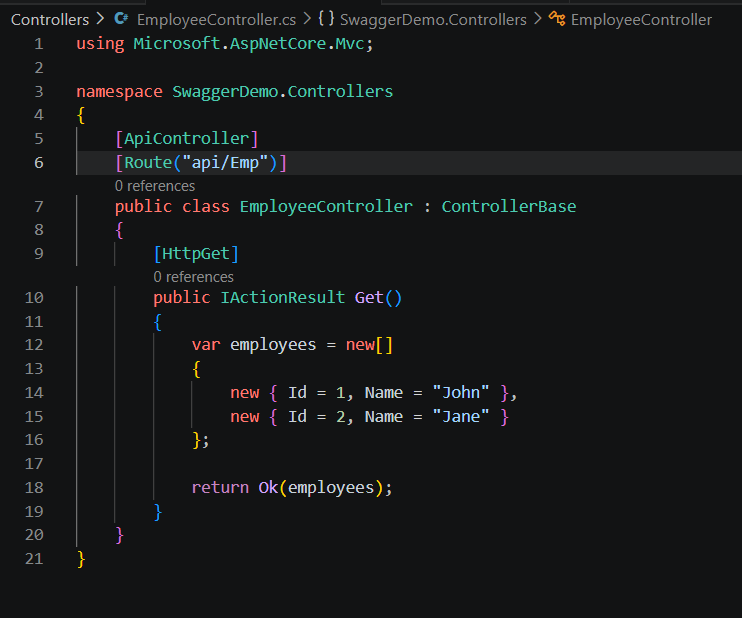 Controllers > EmployeeController.cs > {} SwaggerDemo.Controllers > EmployeeController
1 using Microsoft.AspNetCore.Mvc;
2
3 namespace SwaggerDemo.Controllers
4 {
5 [ApiController]
6 [Route("api/Emp")]
0 references
7 public class EmployeeController : ControllerBase
8 {
9 [HttpGet]
0 references
10 public IActionResult Get()
11 {
12 var employees = new[]
13 {
14 new { Id = 1, Name = "John" },
15 new { Id = 2, Name = "Jane" }
16 };
17
18 return Ok(employees);
19 }
20 }
21 }